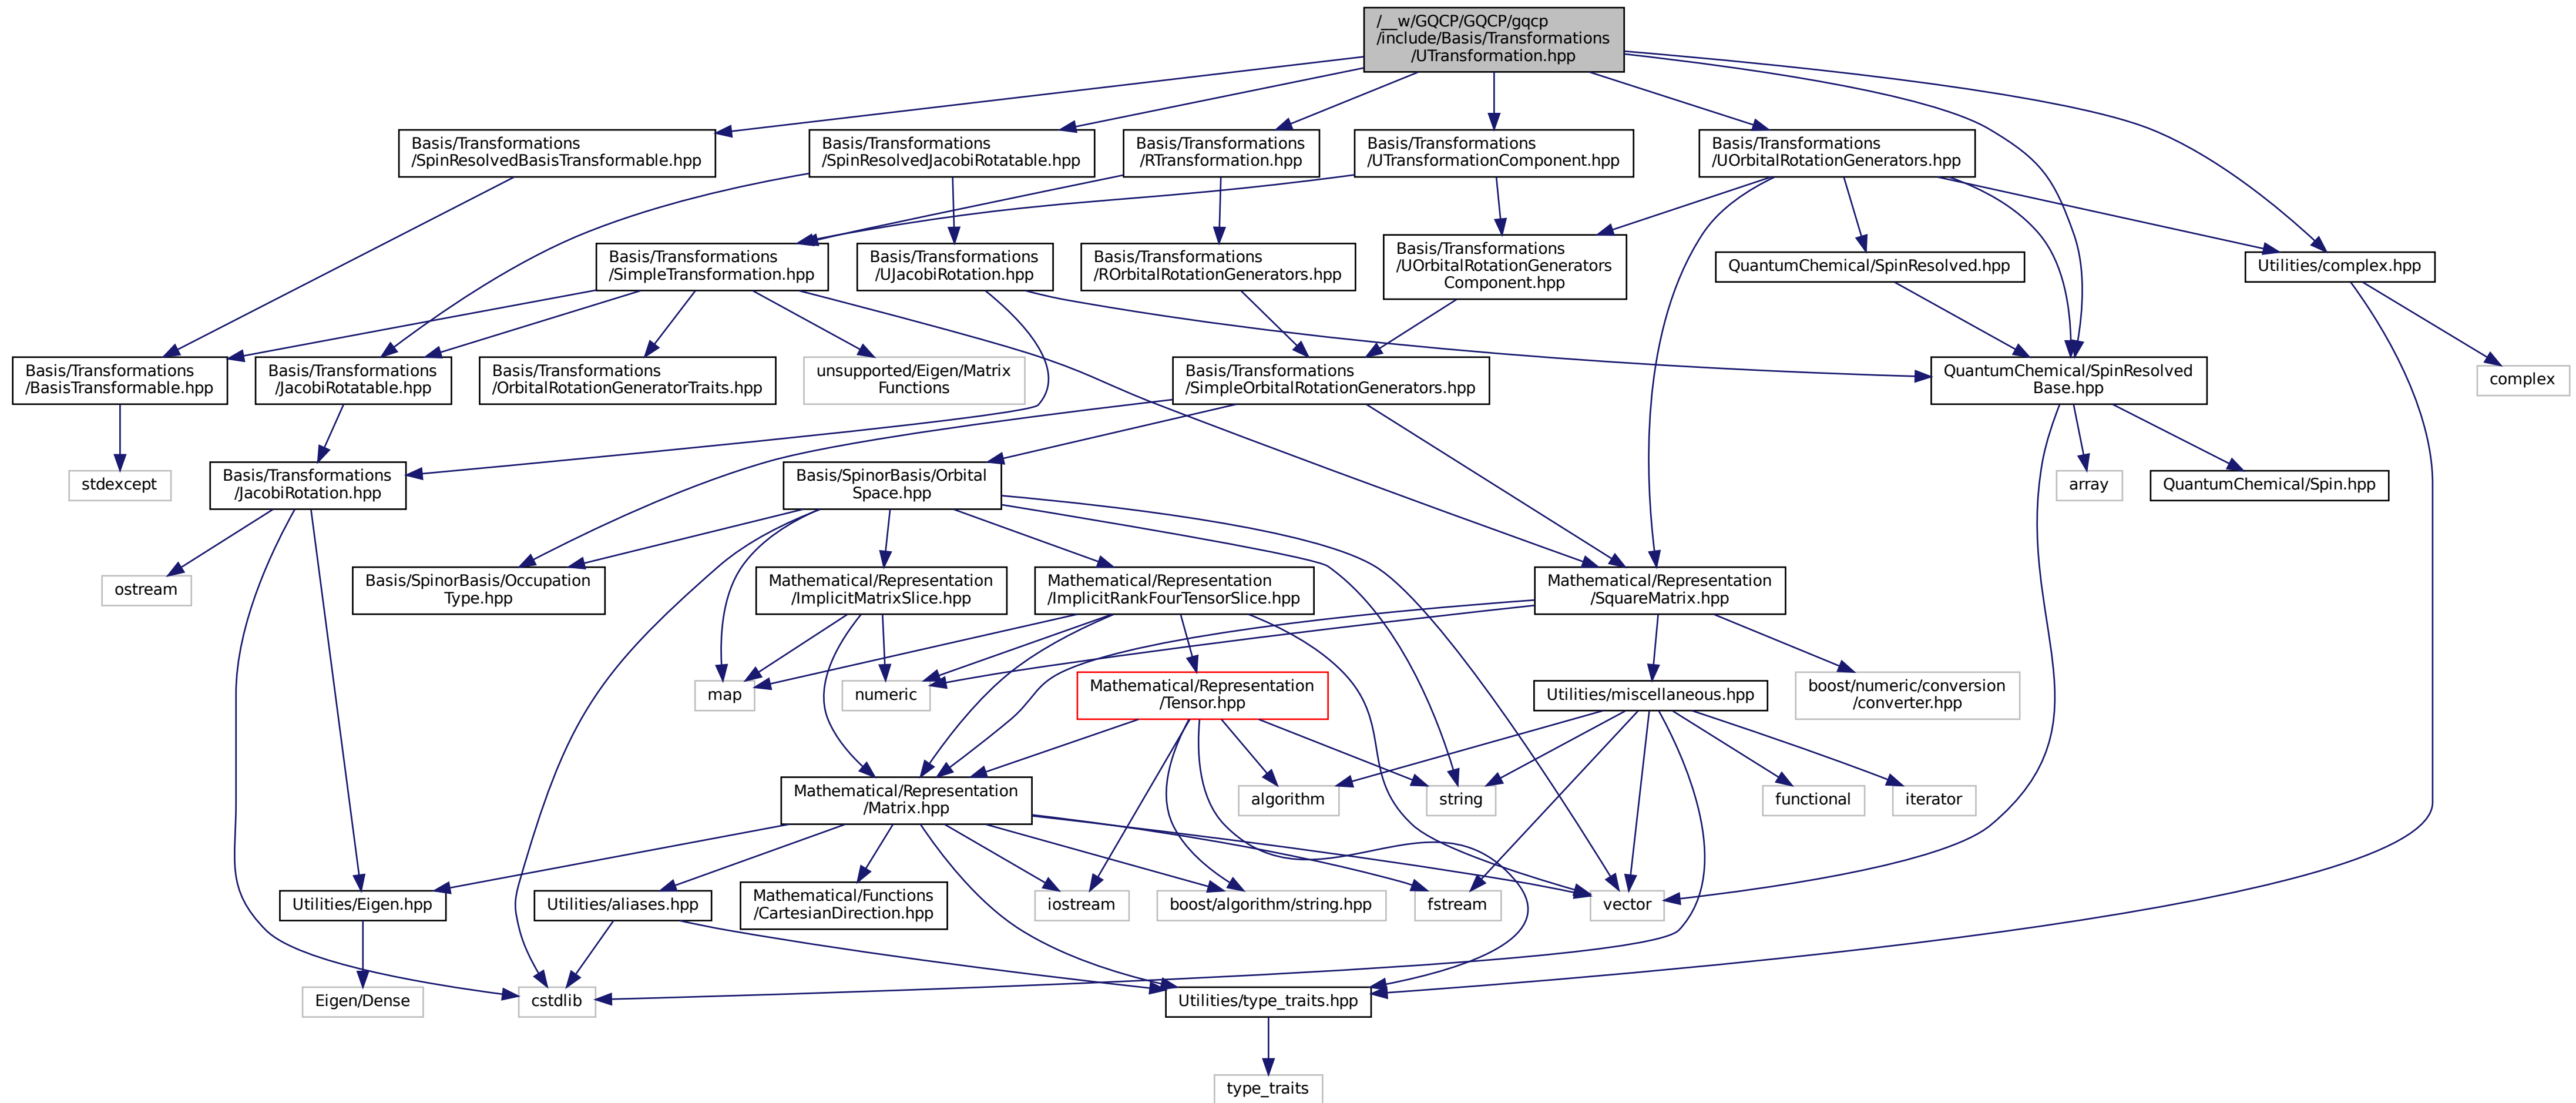 /__w/GQCP/GQCP/gqcp
/include/Basis/Transformations
/UTransformation.hpp
Basis/Transformations
/SpinResolvedBasisTransformable.hpp
Basis/Transformations
/SpinResolvedJacobiRotatable.hpp
Basis/Transformations
/RTransformation.hpp
Basis/Transformations
/UTransformationComponent.hpp
Basis/Transformations
/UOrbitalRotationGenerators.hpp
Basis/Transformations
/SimpleTransformation.hpp
Basis/Transformations
/UJacobiRotation.hpp
Basis/Transformations
/ROrbitalRotationGenerators.hpp
Basis/Transformations
/UOrbitalRotationGenerators
Component.hpp
QuantumChemical/SpinResolved.hpp
Utilities/complex.hpp
Basis/Transformations
/BasisTransformable.hpp
Basis/Transformations
/JacobiRotatable.hpp
Basis/Transformations
/OrbitalRotationGeneratorTraits.hpp
unsupported/Eigen/Matrix
Functions
Basis/Transformations
/SimpleOrbitalRotationGenerators.hpp
QuantumChemical/SpinResolved
Base.hpp
complex
stdexcept
Basis/Transformations
/JacobiRotation.hpp
Basis/SpinorBasis/Orbital
Space.hpp
array
QuantumChemical/Spin.hpp
ostream
Basis/SpinorBasis/Occupation
Type.hpp
Mathematical/Representation
/ImplicitMatrixSlice.hpp
Mathematical/Representation
/ImplicitRankFourTensorSlice.hpp
Mathematical/Representation
/SquareMatrix.hpp
map
numeric
Mathematical/Representation
/Tensor.hpp
Utilities/miscellaneous.hpp
boost/numeric/conversion
/converter.hpp
Mathematical/Representation
/Matrix.hpp
algorithm
string
functional
iterator
Utilities/Eigen.hpp
Utilities/aliases.hpp
Mathematical/Functions
/CartesianDirection.hpp
iostream
boost/algorithm/string.hpp
fstream
vector
Eigen/Dense
cstdlib
Utilities/type_traits.hpp
type_traits